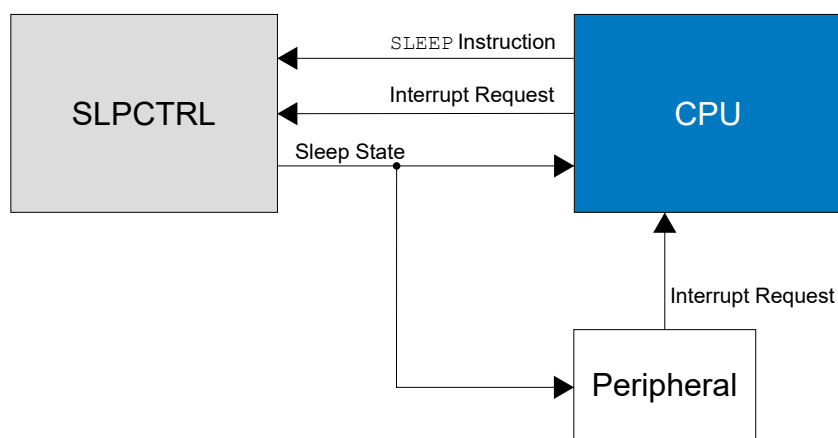 SLEEP Instruction
SLPCTRL
Interrupt Request
CPU
Sleep State
Interrupt Request
Peripheral